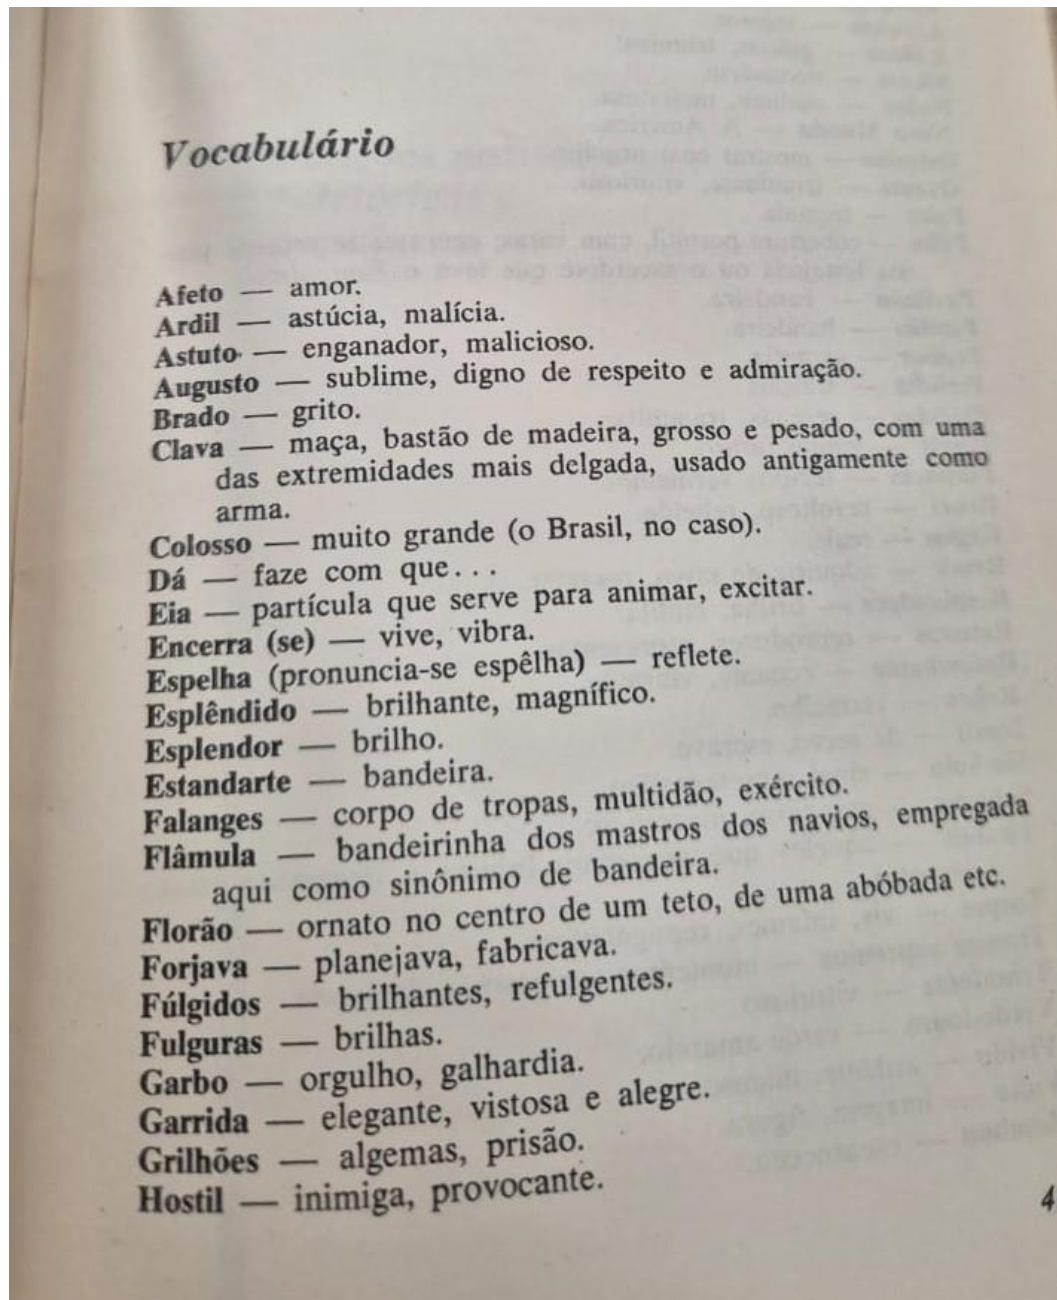 Vocabulário
Afeto — amor.
Ardil — astúcia, malícia.
Astuto — enganador, malicioso.
Augusto — sublime, digno de respeito e admiração.
Brado — grito.
Clava — maça, bastão de madeira, grosso e pesado, com uma
das extremidades mais delgada, usado antigamente como
arma.
Colosso — muito grande (o Brasil, no caso).
Dá — faze com que...
Eia — partícula que serve para animar, excitar.
Encerra (se) — vive, vibra.
Espelha (pronuncia-se espêlha) — reflete.
Esplêndido — brilhante, magnífico.
Esplendor — brilho.
Estandarte — bandeira.
Falanges — corpo de tropas, multidão, exército.
Flâmula — bandeirinha dos mastros dos navios, empregada
aqui como sinônimo de bandeira.
Florão — ornato no centro de um teto, de uma abóbada etc.
Forjava — planejava, fabricava.
Fúlgidos — brilhantes, refulgentes.
Fulguras — brilhas.
Garbo — orgulho, galhardia.
Garrida — elegante, vistosa e alegre.
Grilhões — algemas, prisão.
Hostil — inimiga, provocante.
4